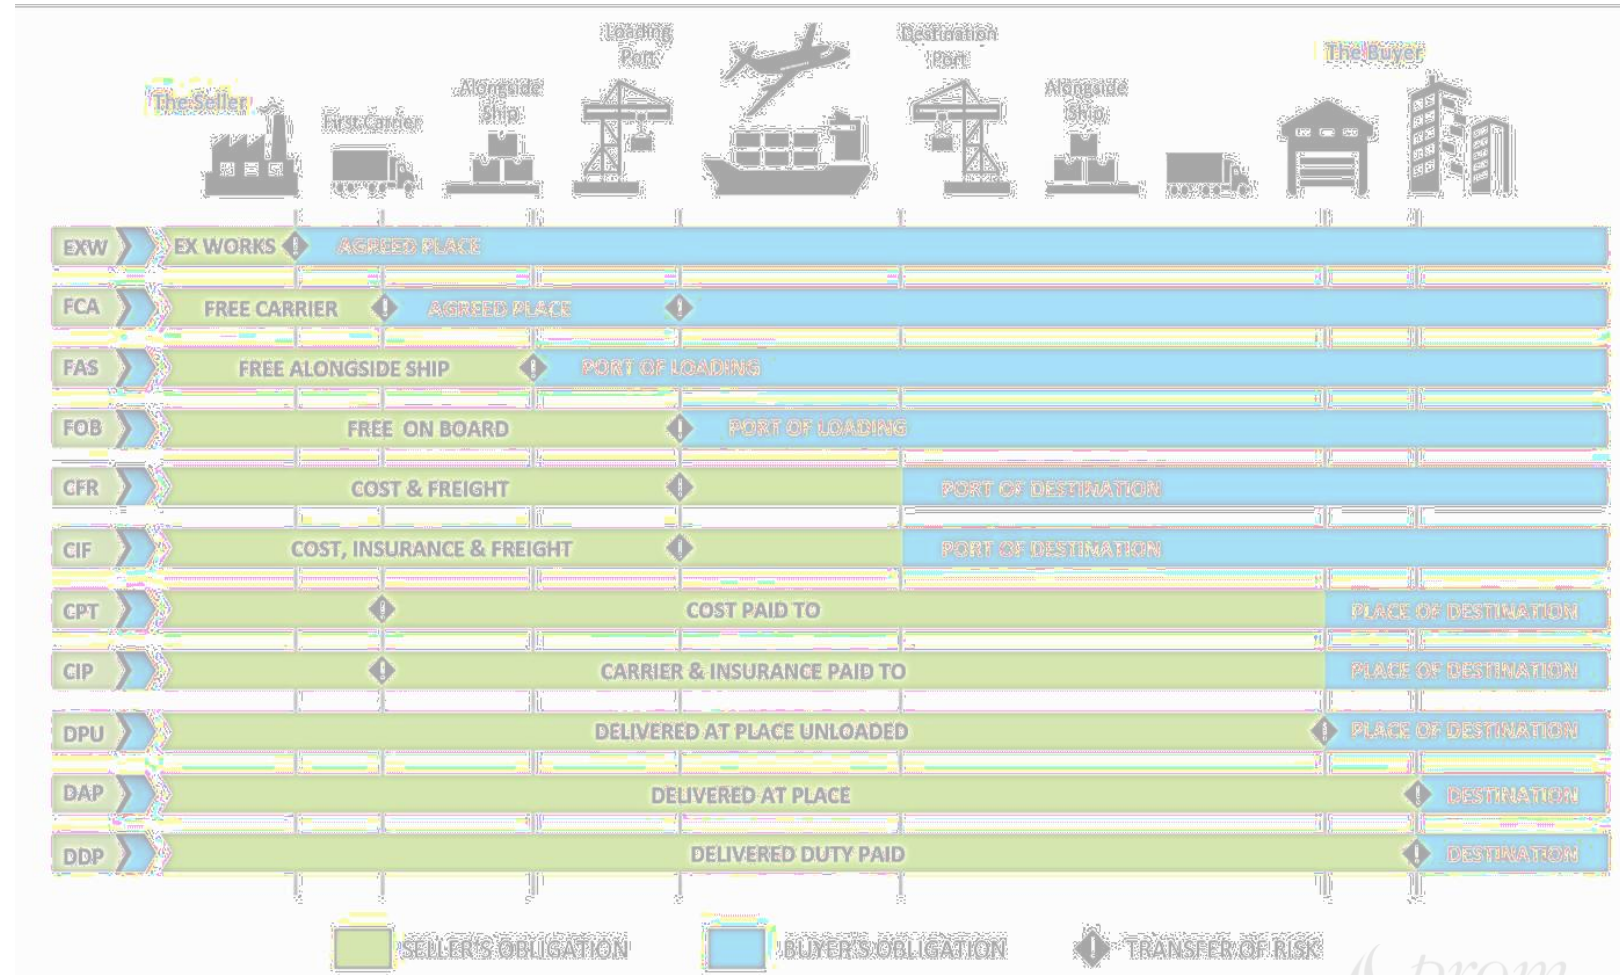 Loading
Port
Destination
Port
The Buyer
The Seller
Alongside
Ship
Alongside
Ship
First Carrier
EXW EX WORKS AGREED PLACE
FCA FREE CARRIER AGREED PLACE
FAS FREE ALONGSIDE SHIP PORT OF LOADING
FOB FREE ON BOARD PORT OF LOADING
CFR COST & FREIGHT PORT OF DESTINATION
CIF COST, INSURANCE & FREIGHT PORT OF DESTINATION
CPT COST PAID TO PLACE OF DESTINATION
CIP CARRIER & INSURANCE PAID TO PLACE OF DESTINATION
DPU DELIVERED AT PLACE UNLOADED PLACE OF DESTINATION
DAP DELIVERED AT PLACE DESTINATION
DDP DELIVERED DUTY PAID DESTINATION
SELLER'S OBLIGATION BUYER'S OBLIGATION TRANSFER OF RISK